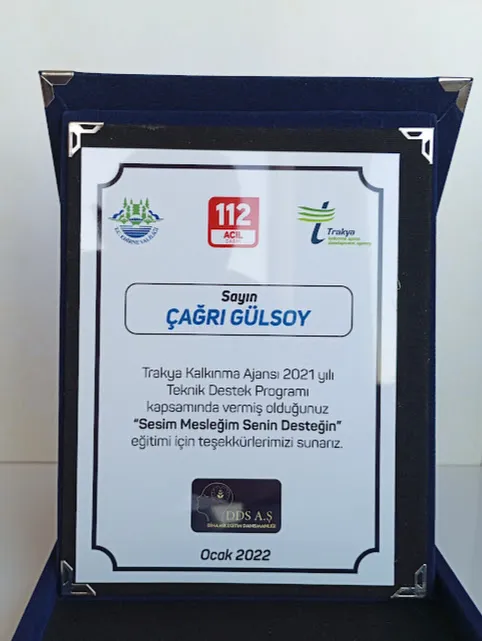 112
ACİL
Trakya
Sayın
ÇAĞRI GÜLSOY
Trakya Kalkınma Ajansı 2021 yılı
Teknik Destek Programı
kapsamında vermiş olduğunuz
“Sesim Mesleğim Senin Desteğin”
eğitimi için teşekkürlerimizi sunarız.
DDS A.Ş
Ocak 2022